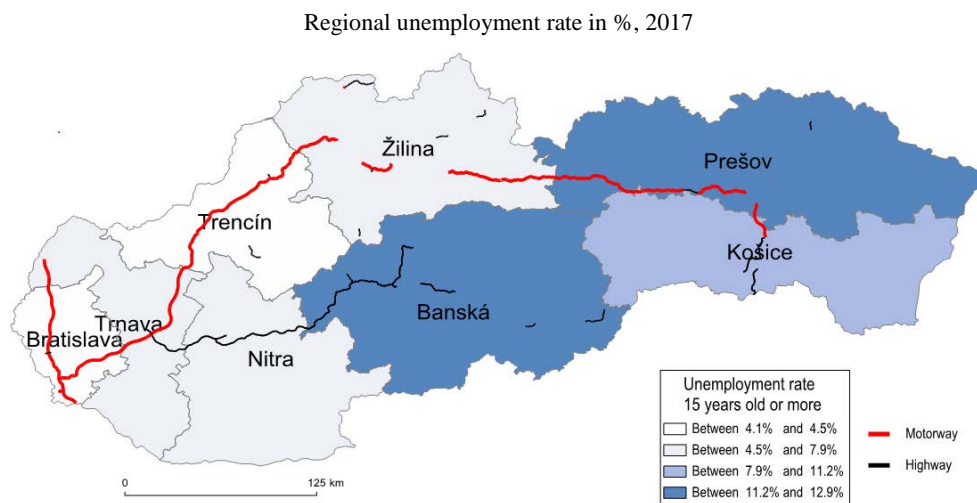 Regional unemployment rate in %, 2017
Žilina
Prešov
Trencín
Košice
Banská
Trnava
Bratislava
Nitra
Unemployment rate
15 years old or more
Between 4.1% and 4.5%
Between 4.5% and 7.9%
Between 7.9% and 11.2%
Between 11.2% and 12.9%
Motorway
Highway
0 125 km